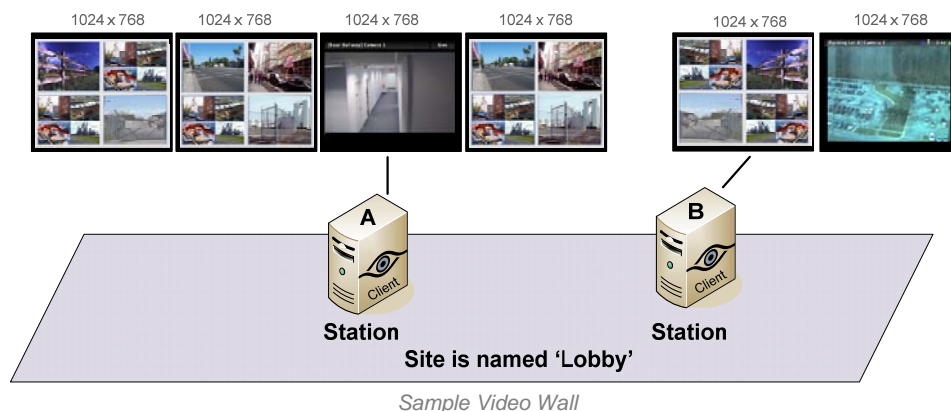 1024 x 768
1024 x 768
1024 x 768
1024 x 768
1024 x 768
1024 x 768
A
Client
Station
B
Client
Station
Site is named ‘Lobby’
Sample Video Wall